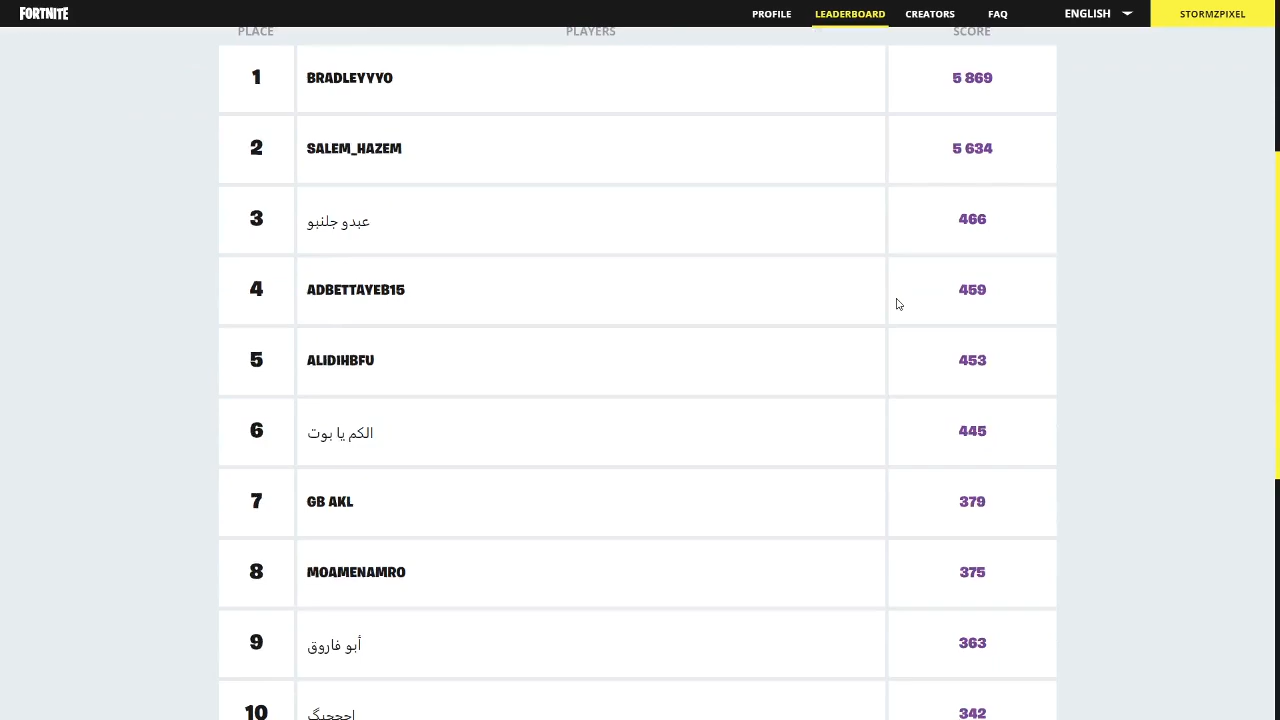 FORTNITE
PROFILE LEADERBOARD CREATORS FAQ ENGLISH STORMZPIXEL
PLACE PLAYERS SCORE
1 BRADLEYYYO 5 869
2 SALEM_HAZEM 5 634
3 عبدو جلنبو 466
4 ADBETTAYEB15 459
5 ALIDIHBFU 453
6 الكم يا بوت 445
7 GB AKL 379
8 MOAMENAMRO 375
9 أبو فاروق 363
10 342